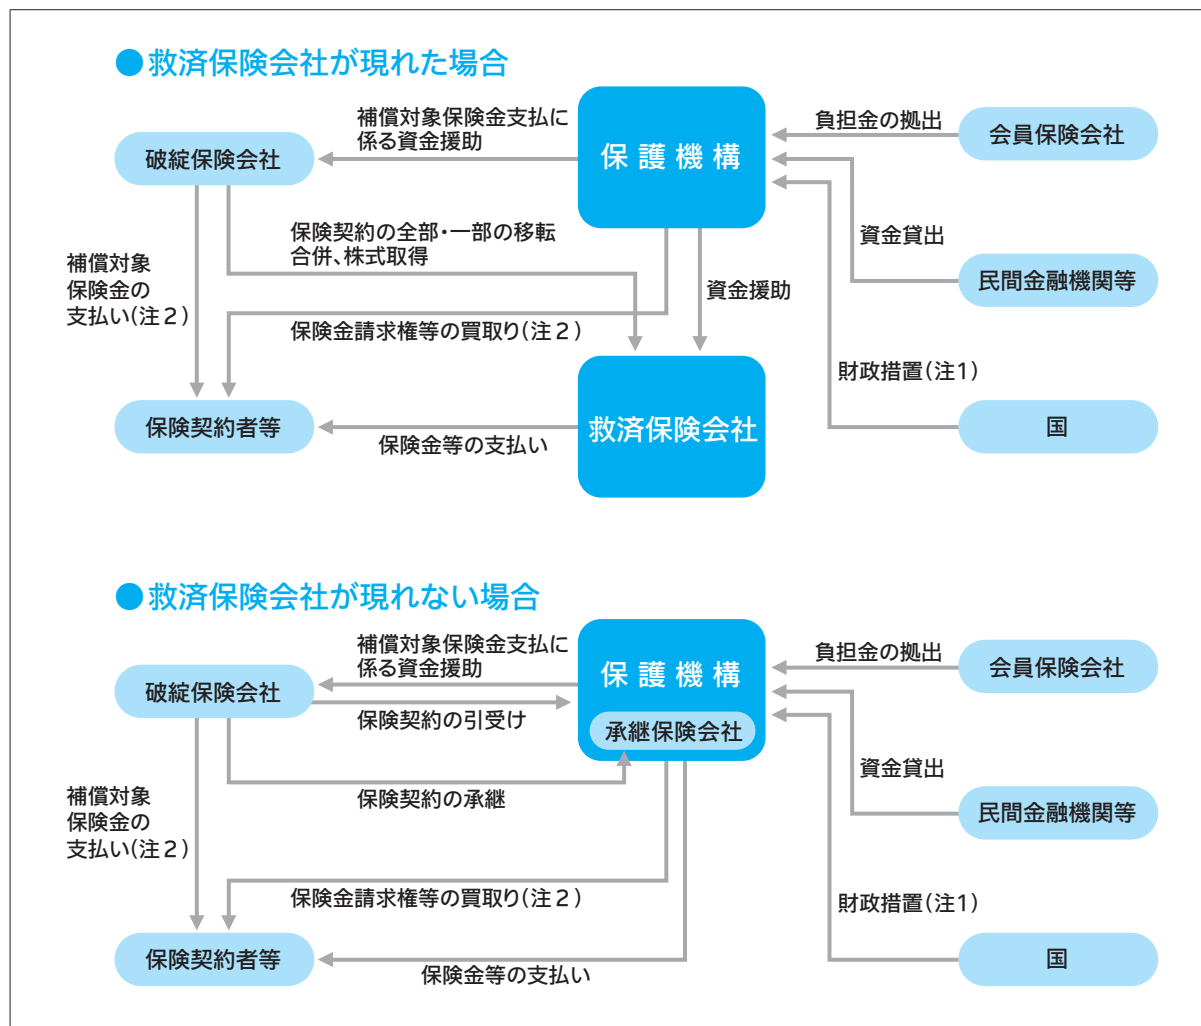 ●救済保険会社が現れた場合
補償対象保険金支払に
係る資金援助
破綻保険会社
保護機構
負担金の拠出
会員保険会社
保険契約の全部・一部の移転
合併、株式取得
補償対象
保険金の
支払い(注2)
資金貸出
民間金融機関等
資金援助
保険金請求権等の買取り(注2)
財政措置(注1)
保険契約者等
保険金等の支払い
救済保険会社
国
●救済保険会社が現れない場合
補償対象保険金支払に
係る資金援助
破綻保険会社
保険契約の引受け
保護機構
承継保険会社
負担金の拠出
会員保険会社
保険契約の承継
補償対象
保険金の
支払い(注2)
資金貸出
民間金融機関等
保険金請求権等の買取り(注2)
財政措置(注1)
保険契約者等
保険金等の支払い
国